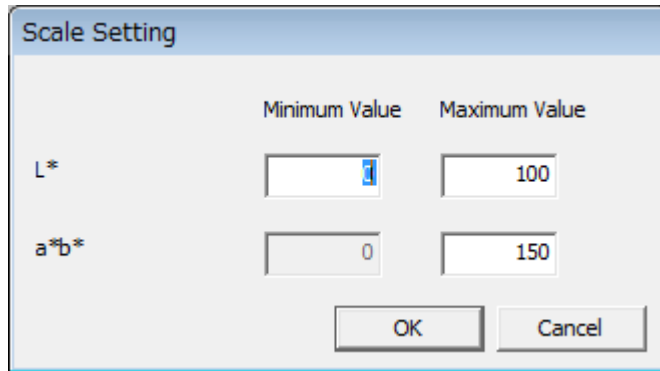 Scale Setting
Minimum Value Maximum Value
L* 0 100
a*b* 0 150
OK Cancel